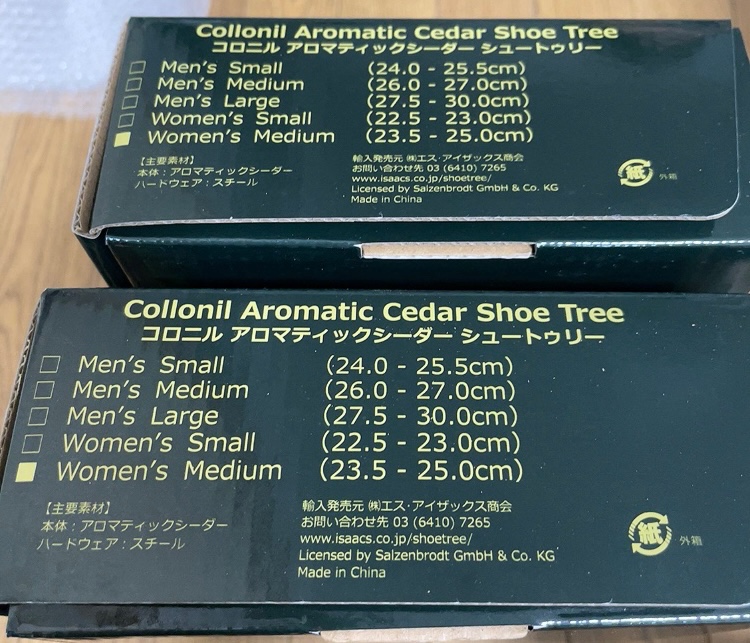 Collonil Aromatic Cedar Shoe Tree
コロニル アロマティックシーダー シュートゥリー
□ Men's Small (24.0 - 25.5cm)
□ Men's Medium (26.0 - 27.0cm)
□ Men's Large (27.5 - 30.0cm)
□ Women's Small (22.5 - 23.0cm)
■ Women's Medium (23.5 - 25.0cm)
【主要素材】
本体：アロマティックシーダー
ハードウェア：スチール
輸入発売元 ㈱エス・アイザックス商会
お問い合わせ先 03 (6410) 7265
www.isaacs.co.jp/shoetree/
Licensed by Salzenbrodt GmbH & Co. KG
Made in China
紙 外箱
Collonil Aromatic Cedar Shoe Tree
コロニル アロマティックシーダー シュートゥリー
□ Men's Small (24.0 - 25.5cm)
□ Men's Medium (26.0 - 27.0cm)
□ Men's Large (27.5 - 30.0cm)
□ Women's Small (22.5 - 23.0cm)
■ Women's Medium (23.5 - 25.0cm)
【主要素材】
本体：アロマティックシーダー
ハードウェア：スチール
輸入発売元 ㈱エス・アイザックス商会
お問い合わせ先 03 (6410) 7265
www.isaacs.co.jp/shoetree/
Licensed by Salzenbrodt GmbH & Co. KG
Made in China
紙 外箱